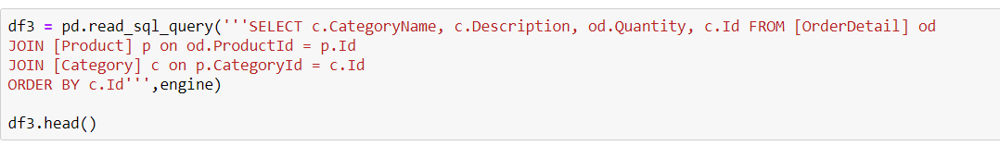 df3 = pd.read_sql_query('''SELECT c.CategoryName, c.Description, od.Quantity, c.Id FROM [OrderDetail] od
JOIN [Product] p on od.ProductId = p.Id
JOIN [Category] c on p.CategoryId = c.Id
ORDER BY c.Id''',engine)
df3.head()